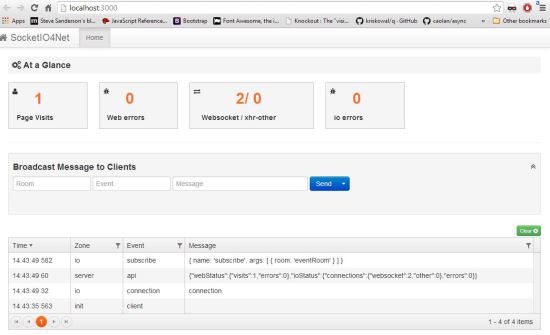 localhost:3000
Apps M Steve Sanderson's bl JavaScript Reference... Bootstrap Font Awesome, the i... Knockout : The "visi... kriskowal/q · GitHub caolan/async » Other bookmarks
SocketIO4Net Home
At a Glance
1 0 2/ 0 0
Page Visits Web errors Websocket / xhr-other io errors
Broadcast Message to Clients
Room Event Message Send
Clear
Time Zone Event Message
14:43:49 582 io subscribe { name: 'subscribe', args: [ { room: 'eventRoom' } ] }
14:43:49 60 server api {"webStatus":{"visits":1,"errors":0},"ioStatus":{"connections":{"websocket":2,"other":0},"errors":0}}
14:43:49 32 io connection connection
14:43:35 563 init client
1 1 - 4 of 4 items